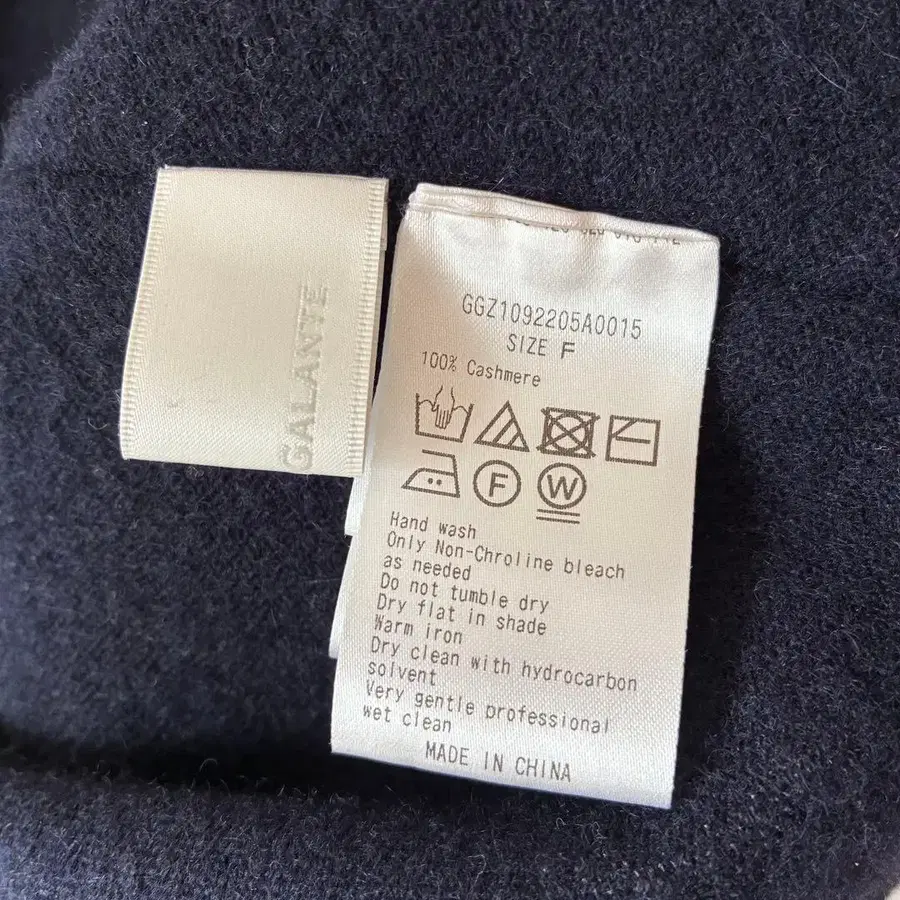 GALANTE
GGZ1092205A0015
SIZE F
100% Cashmere
F
W
Hand wash
Only Non-Chroline bleach
as needed
Do not tumble dry
Dry flat in shade
Warm iron
Dry clean with hydrocarbon
solvent
Very gentle professional
wet clean
MADE IN CHINA